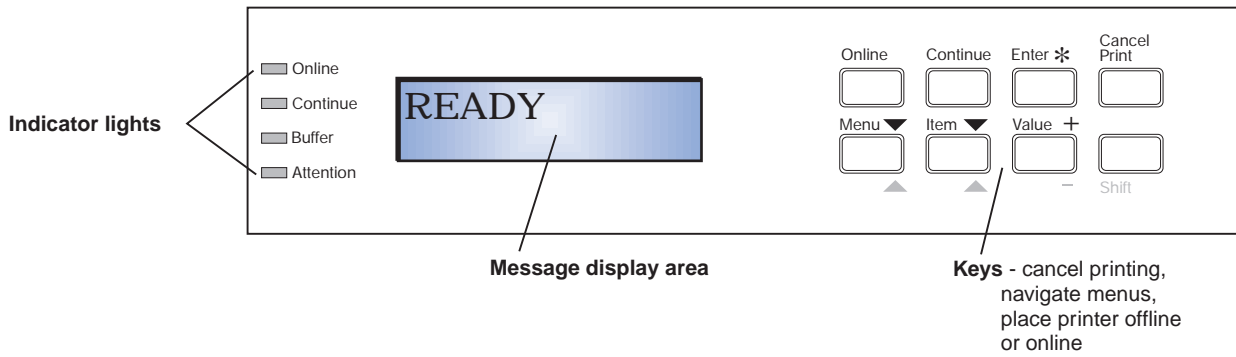 Indicator lights
Online
Continue
Buffer
Attention
READY
Message display area
Online Continue Enter ✻ Cancel
Print
Menu ▼ Item ▼ Value +
▲ ▲ − Shift
Keys - cancel printing,
navigate menus,
place printer offline
or online